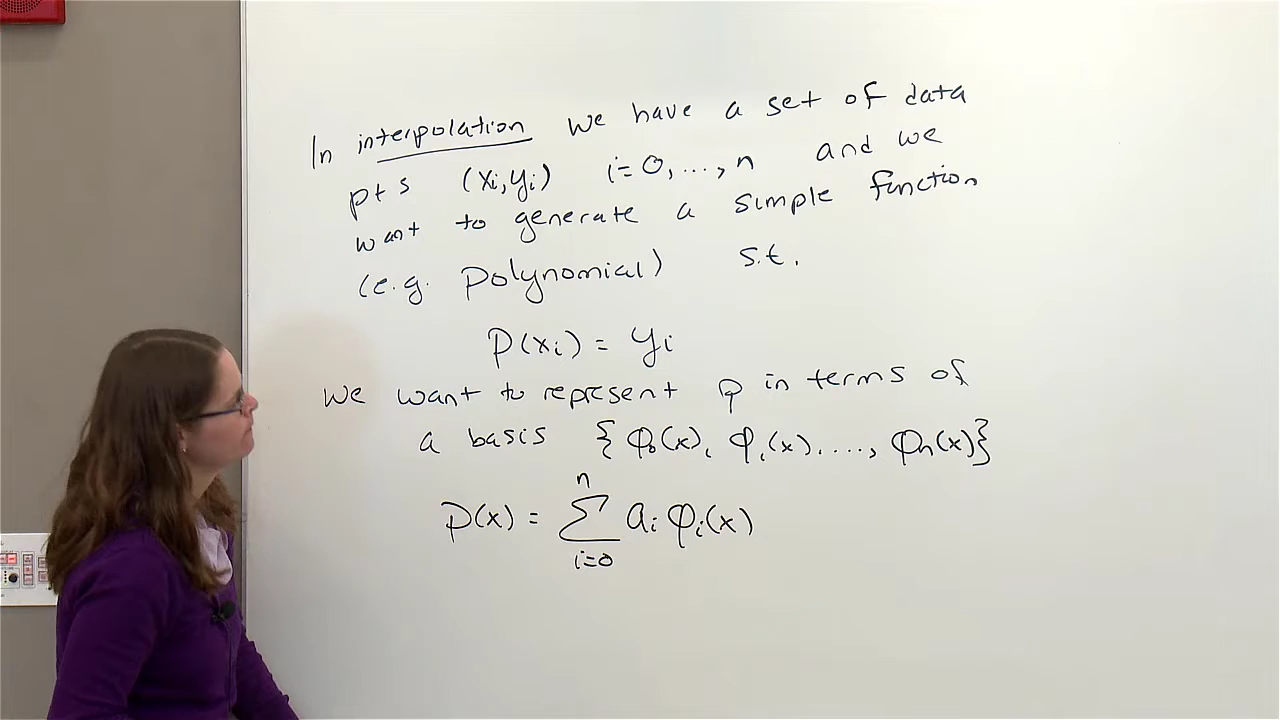 In interpolation we have a set of data
pts (xi,yi) i=0,...,n and we
want to generate a simple function
(e.g. polynomial) s.t.
p(xi) = yi
We want to represent p in terms of
a basis {φ0(x), φ1(x), ..., φn(x)}
p(x) = Σ_{i=0}^{n} ai φi(x)